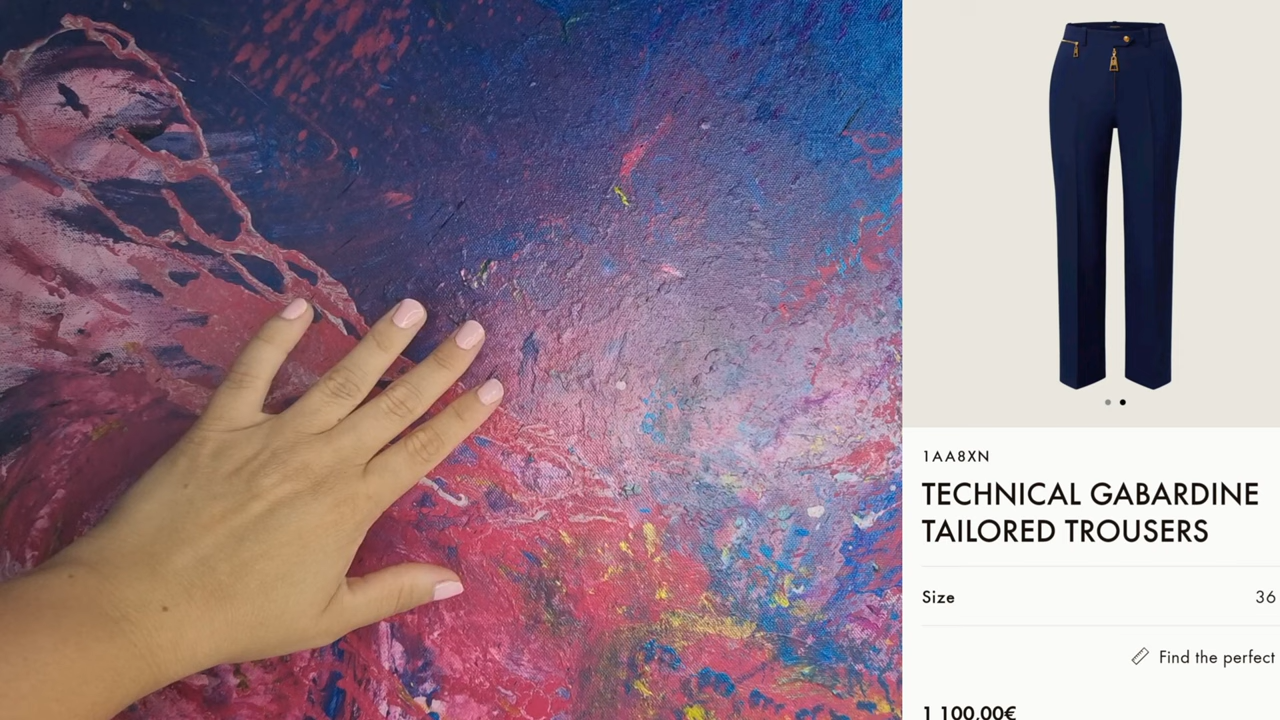 1AA8XN
TECHNICAL GABARDINE
TAILORED TROUSERS
Size 36
Find the perfect
1 100,00€